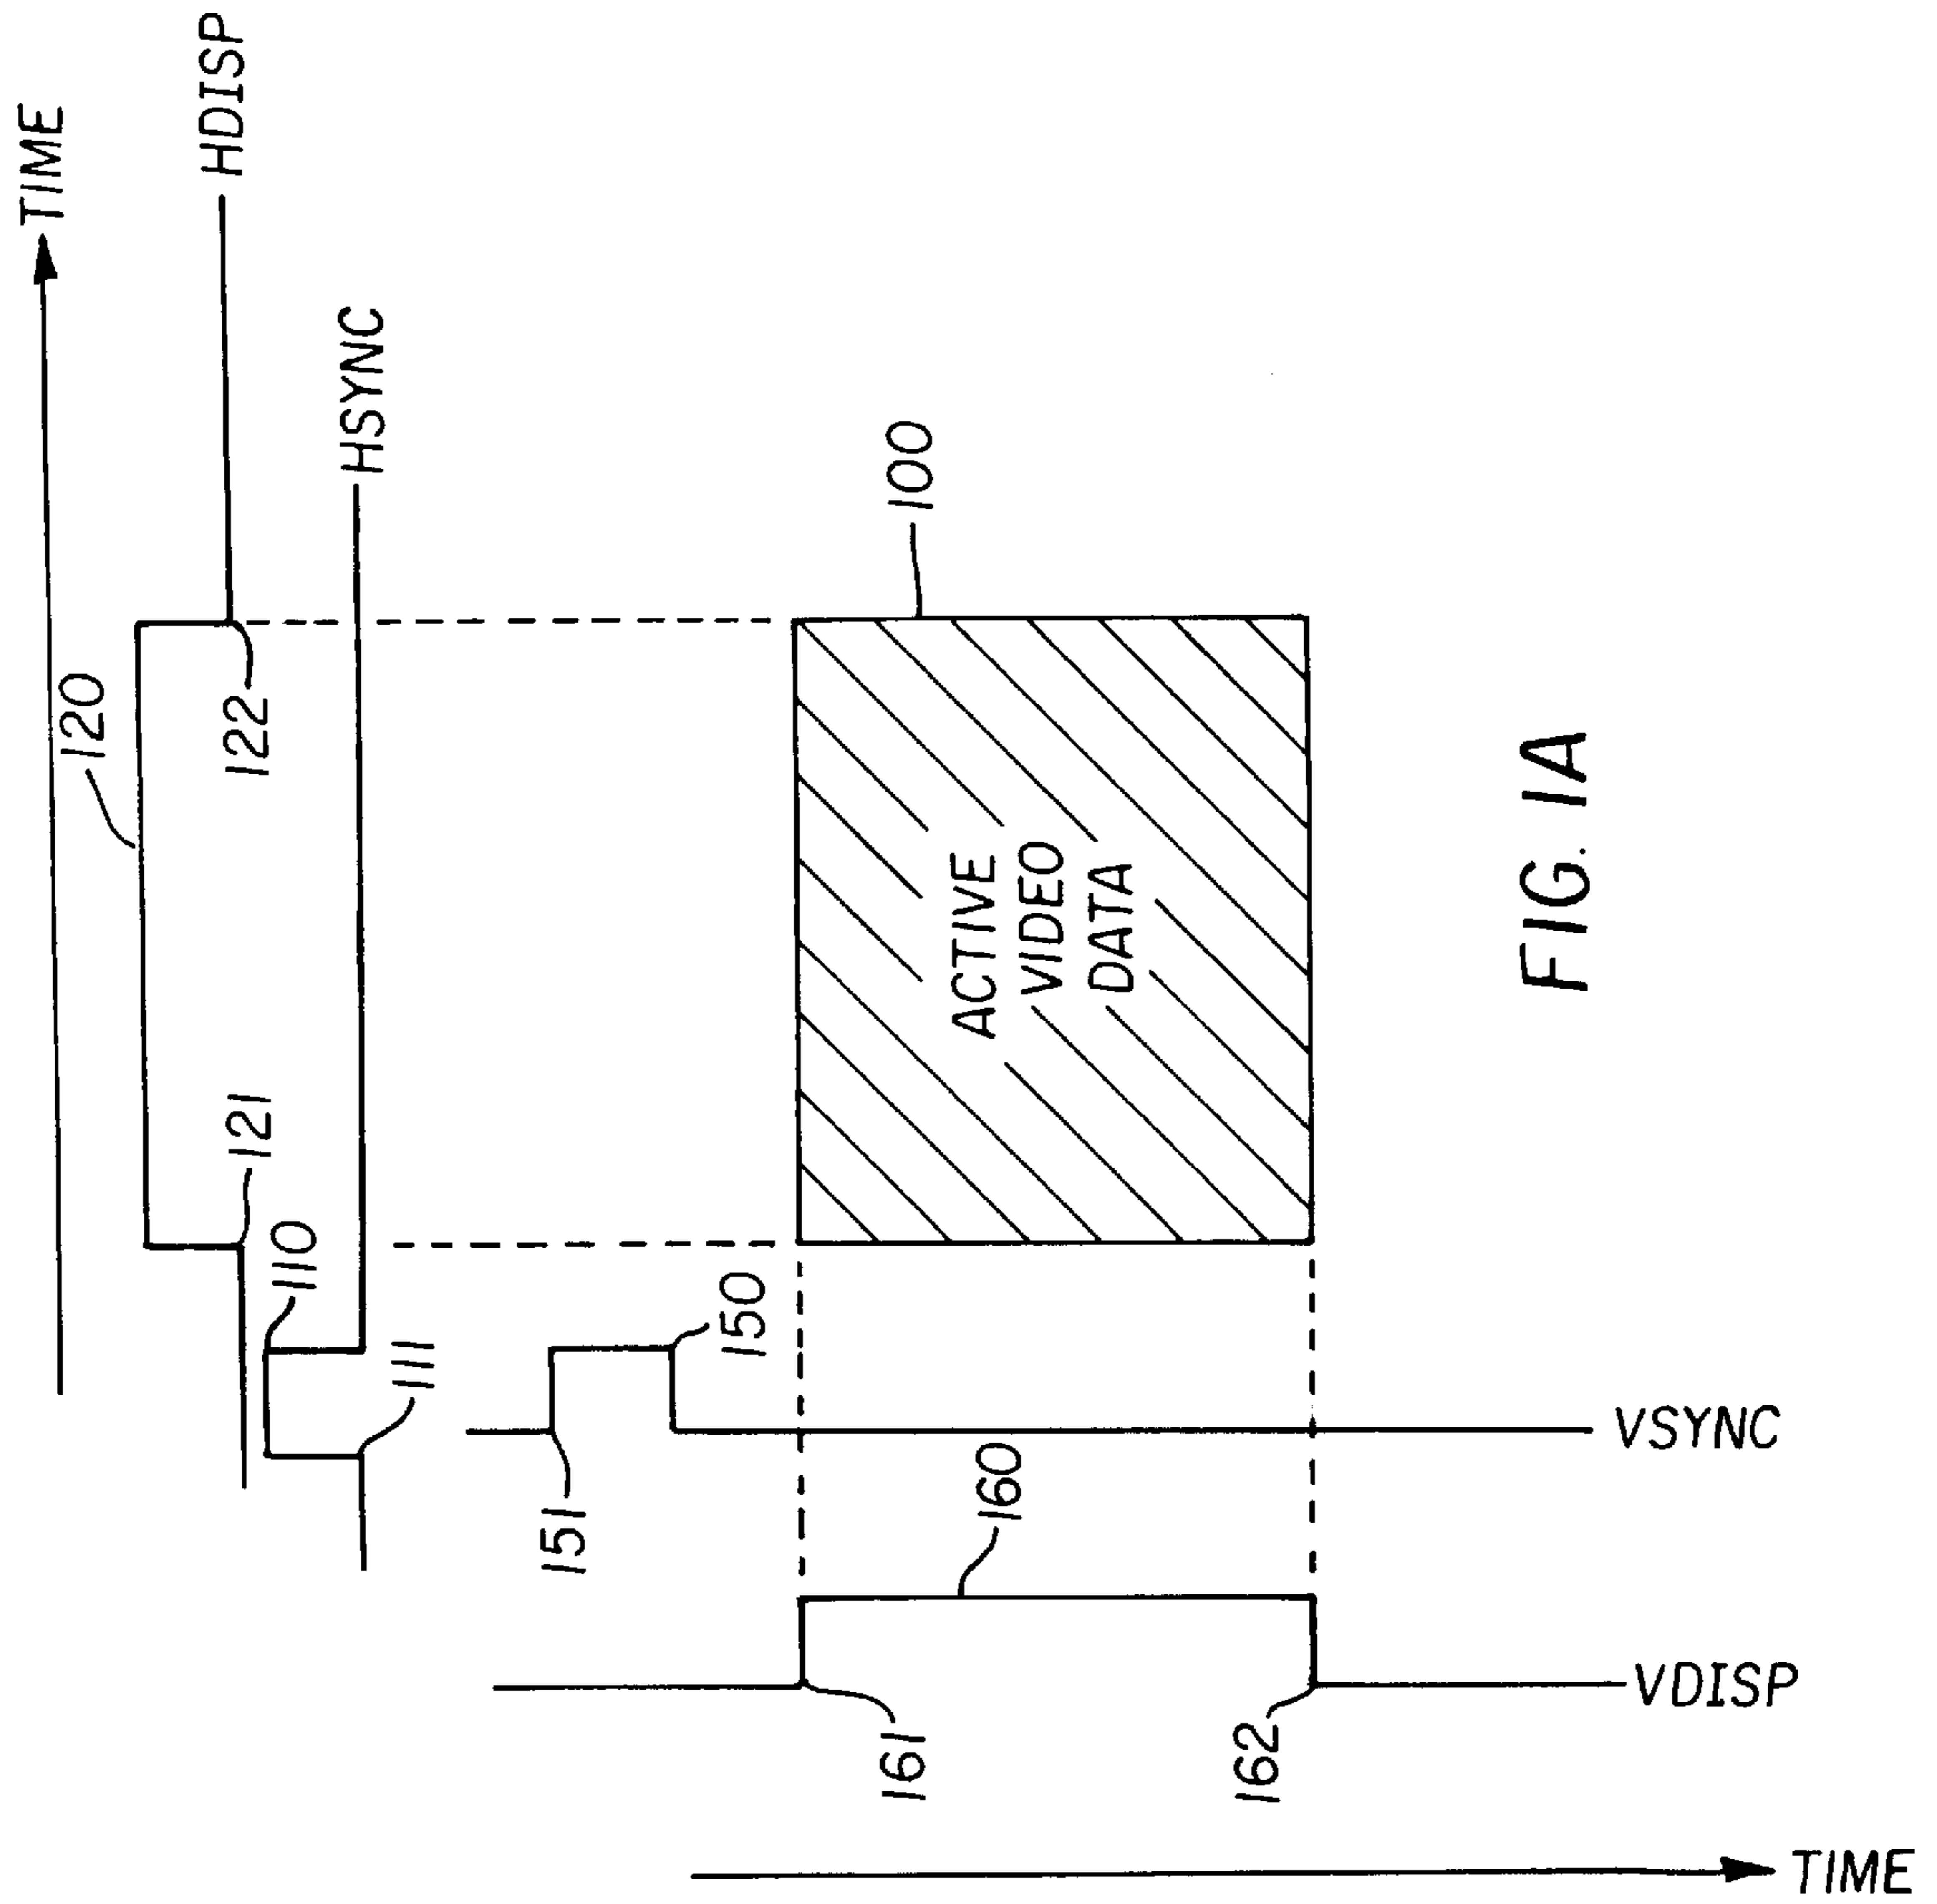 TIME
120
HDISP
121
122
110
HSYNC
111
151
150
100
ACTIVE
VIDEO
DATA
160
161
162
VSYNC
VDISP
TIME
FIG. 1A